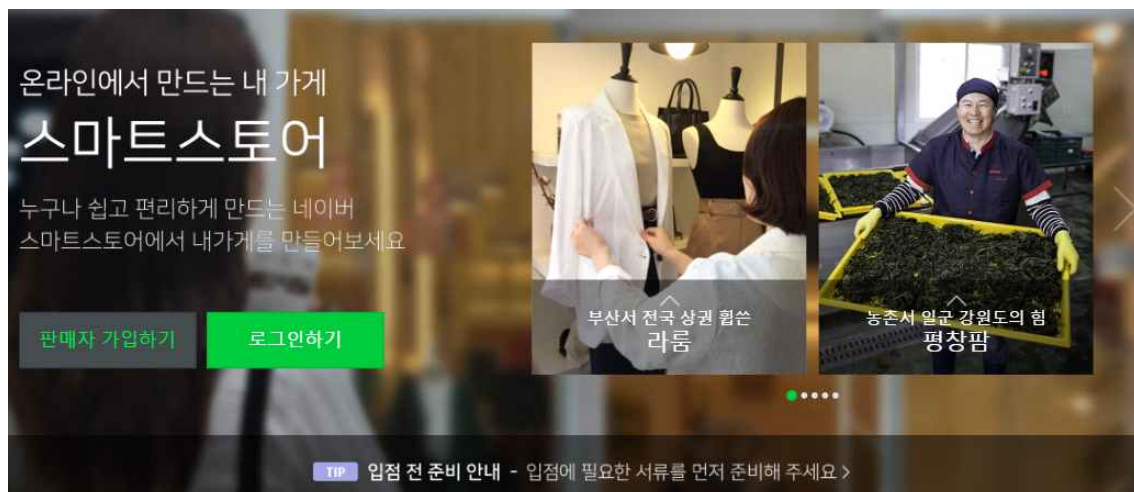 온라인에서 만드는 내 가게
스마트스토어
누구나 쉽고 편리하게 만드는 네이버
스마트스토어에서 내가게를 만들어보세요
판매자 가입하기
로그인하기
부산서 전국 상권 휩쓴
라룸
농촌서 일군 강원도의 힘
평창팜
TIP 입점 전 준비 안내 - 입점에 필요한 서류를 먼저 준비해 주세요 >